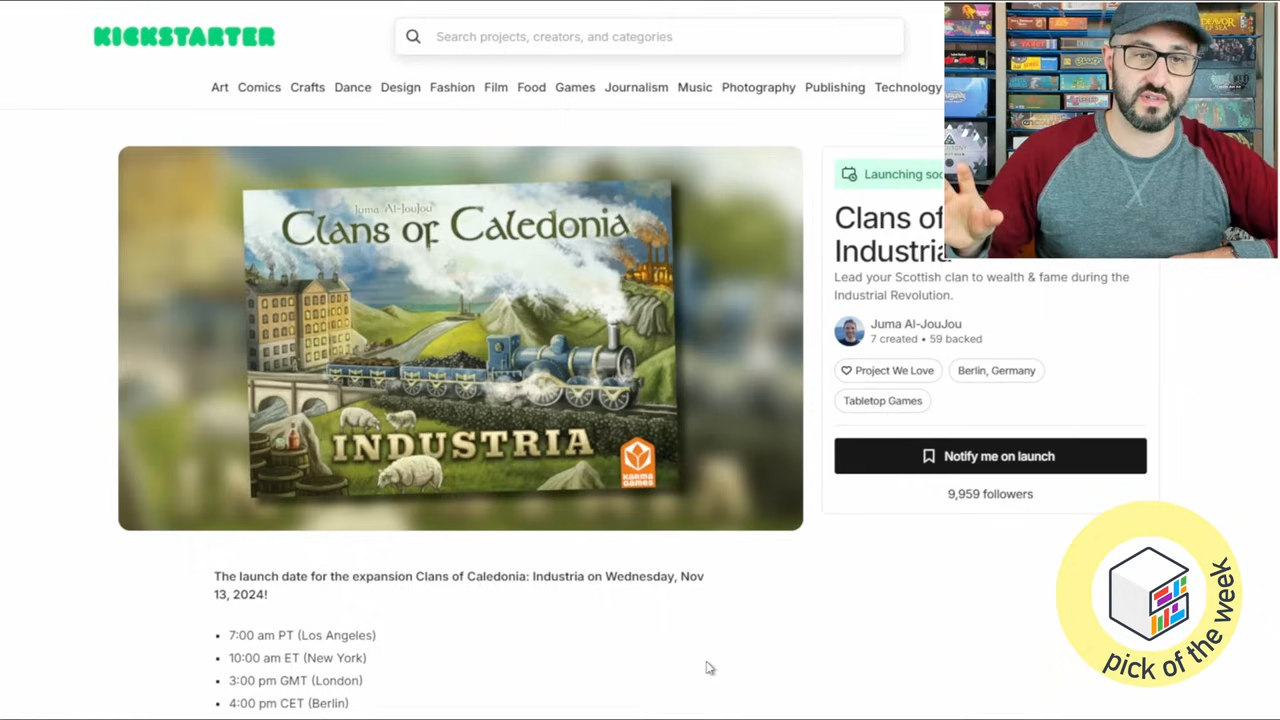 KICKSTARTER
Search projects, creators, and categories
Art Comics Crafts Dance Design Fashion Film Food Games Journalism Music Photography Publishing Technology
Juma Al-JouJou
Clans of Caledonia
INDUSTRIA
KARMA
GAMES
Launching soo
Clans of
Industria
Lead your Scottish clan to wealth & fame during the
Industrial Revolution.
Juma Al-JouJou
7 created • 59 backed
Project We Love
Berlin, Germany
Tabletop Games
Notify me on launch
9,959 followers
The launch date for the expansion Clans of Caledonia: Industria on Wednesday, Nov
13, 2024!
• 7:00 am PT (Los Angeles)
• 10:00 am ET (New York)
• 3:00 pm GMT (London)
• 4:00 pm CET (Berlin)
pick of the week